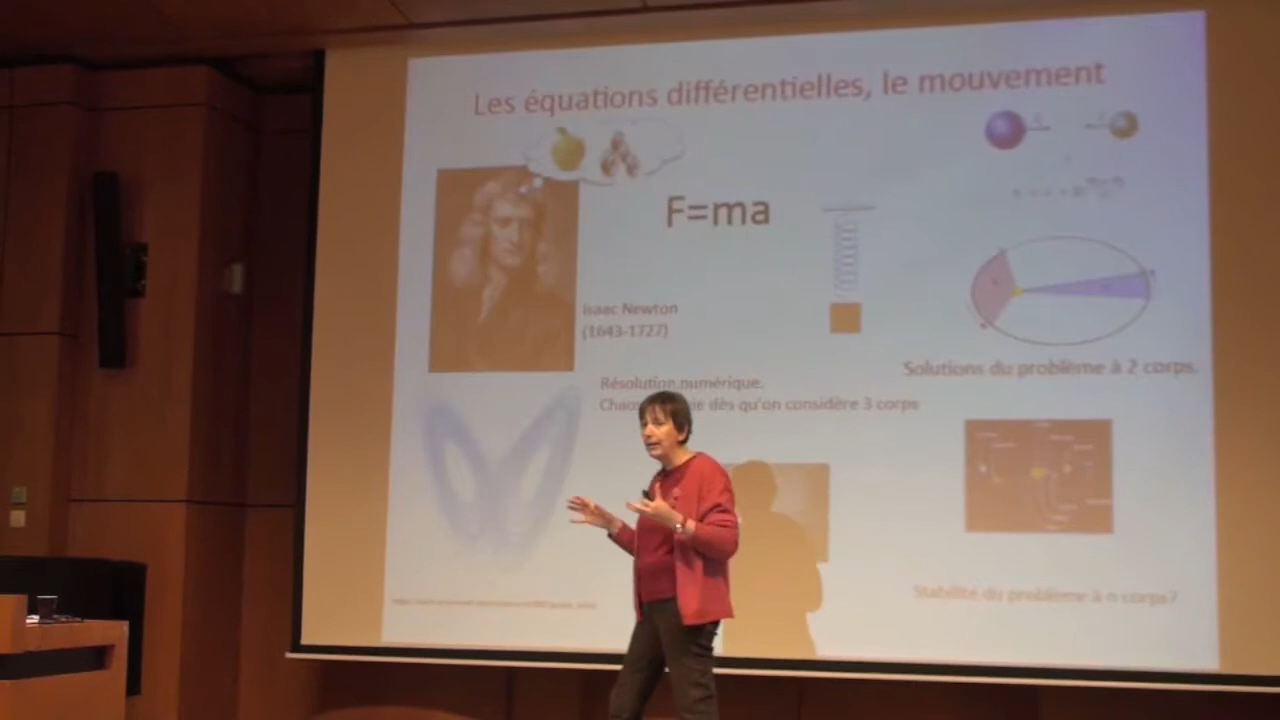 Les équations différentielles, le mouvement
F=ma
Isaac Newton
(1643-1727)
Solutions du problème à 2 corps.
Résolution numérique.
dès qu'on considère 3 corps
Stabilité du problème à n corps?